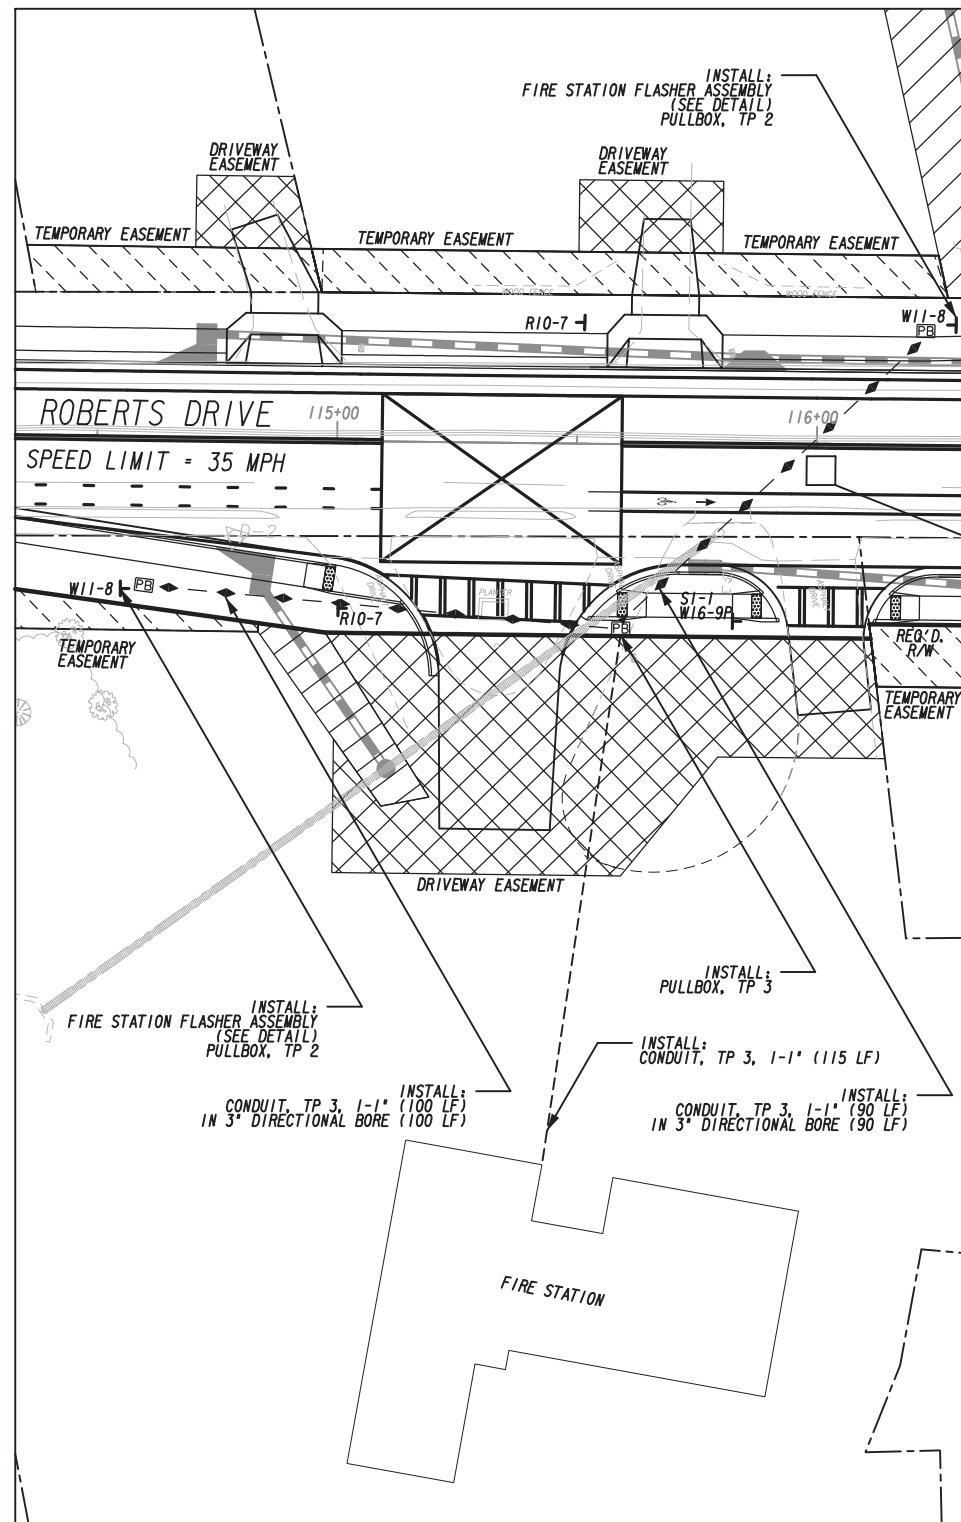 INSTALL:
FIRE STATION FLASHER ASSEMBLY
(SEE DETAIL)
PULLBOX, TP 2
DRIVEWAY
EASEMENT
DRIVEWAY
EASEMENT
TEMPORARY EASEMENT
TEMPORARY EASEMENT
TEMPORARY EASEMENT
WOOD FENCE
WOOD FENCE
R10-7
W11-8
PB
ROBERTS DRIVE
115+00
116+00
SPEED LIMIT = 35 MPH
W11-8
PB
R10-7
PLANTER
S1-1
W16-9P
PB
REQ'D.
R/W
TEMPORARY
EASEMENT
TEMPORARY
EASEMENT
DRIVEWAY EASEMENT
INSTALL:
PULLBOX, TP 3
INSTALL:
FIRE STATION FLASHER ASSEMBLY
(SEE DETAIL)
PULLBOX, TP 2
INSTALL:
CONDUIT, TP 3, 1-1" (115 LF)
INSTALL:
CONDUIT, TP 3, 1-1" (100 LF)
IN 3" DIRECTIONAL BORE (100 LF)
INSTALL:
CONDUIT, TP 3, 1-1" (90 LF)
IN 3" DIRECTIONAL BORE (90 LF)
FIRE STATION